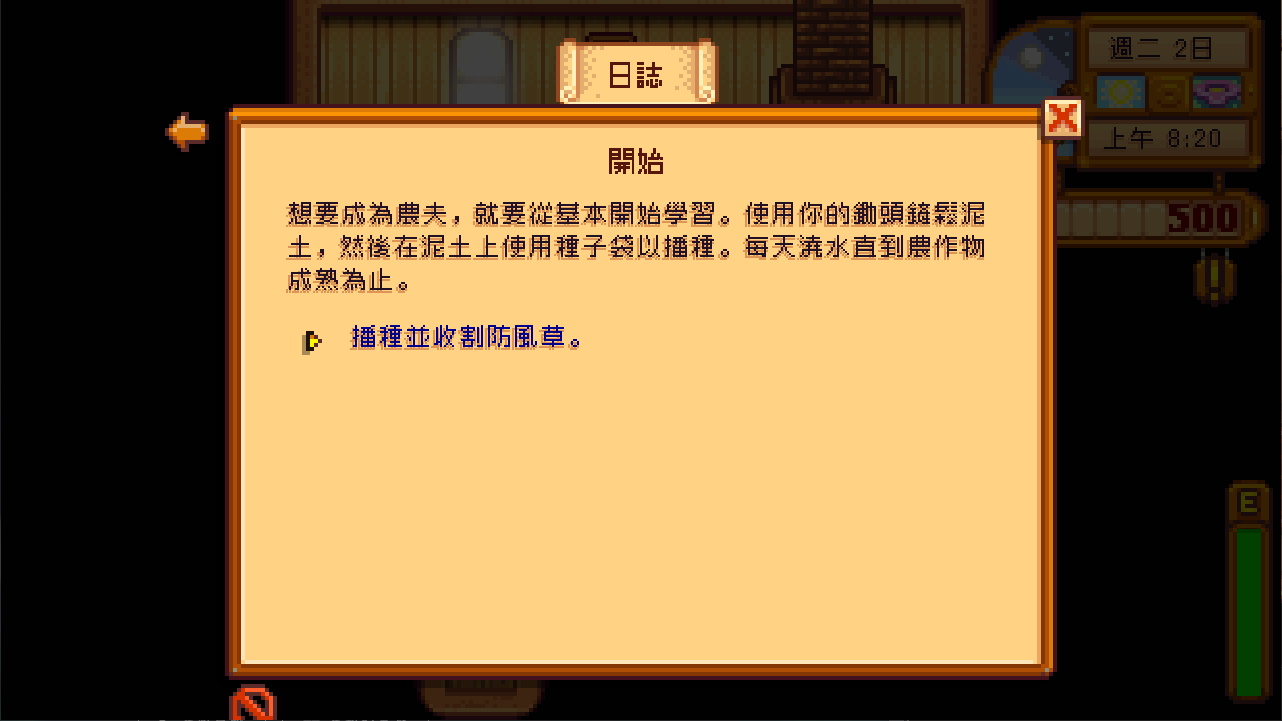 日誌
週二 2日
上午 8:20
500
開始
想要成為農夫，就要從基本開始學習。使用你的鋤頭鏟鬆泥
土，然後在泥土上使用種子袋以播種。每天澆水直到農作物
成熟為止。
播種並收割防風草。
E